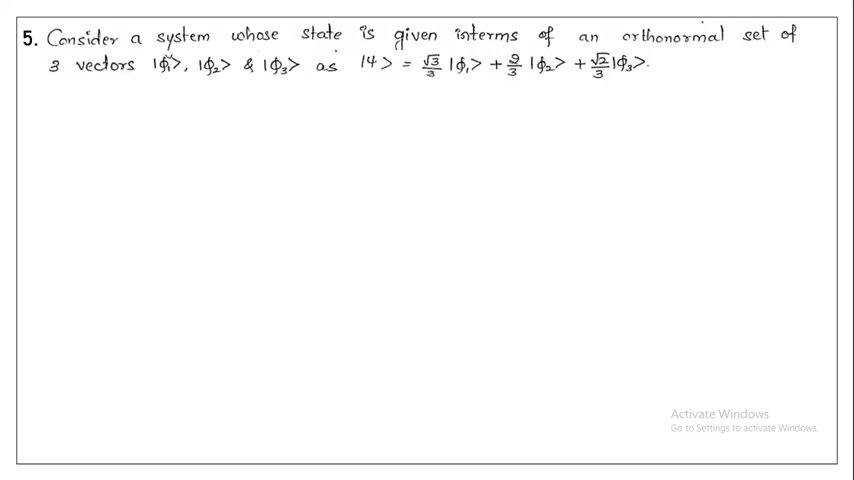 5. Consider a system whose state is given interms of an orthonormal set of
3 vectors |ϕ₁>, |ϕ₂> & |ϕ₃> as |ψ> = √3/3 |ϕ₁> + 2/3 |ϕ₂> + √2/3 |ϕ₃>.
Activate Windows
Go to Settings to activate Windows.